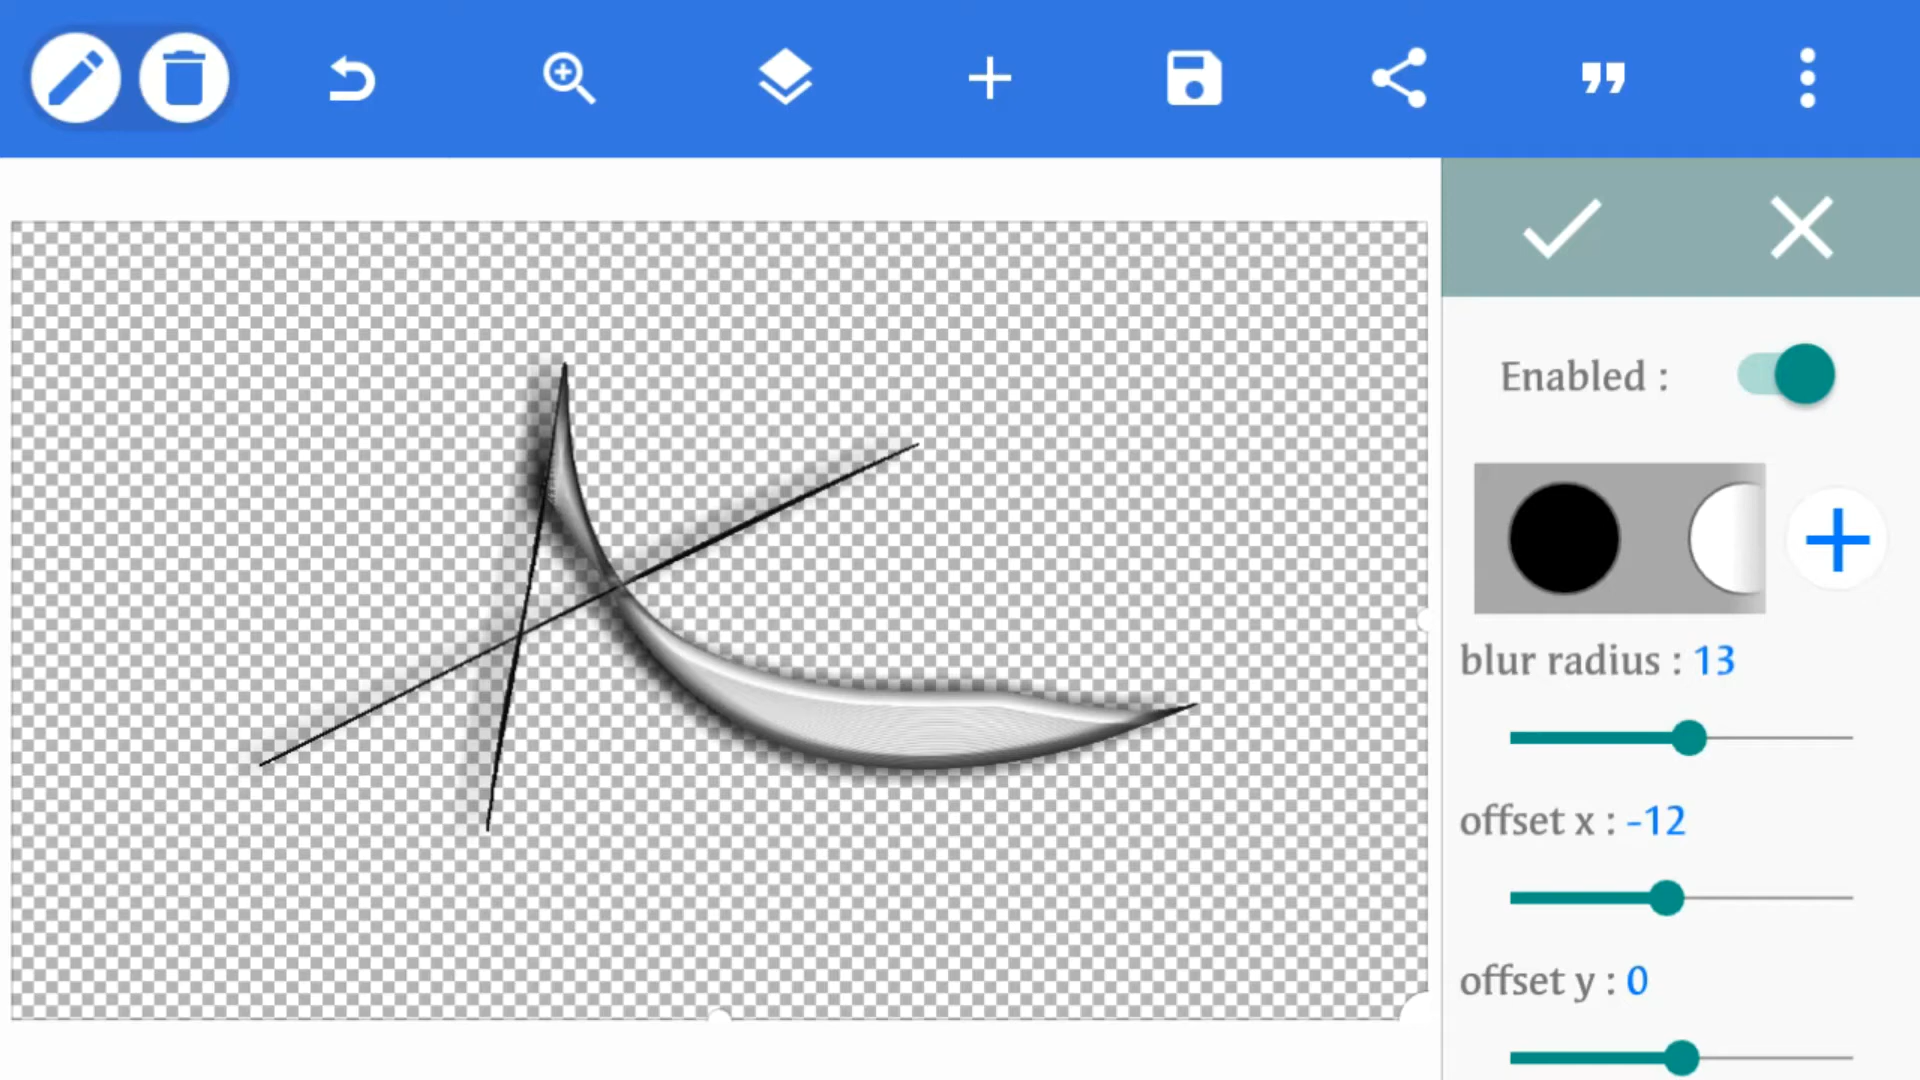 Enabled :
blur radius : 13
offset x : -12
offset y : 0